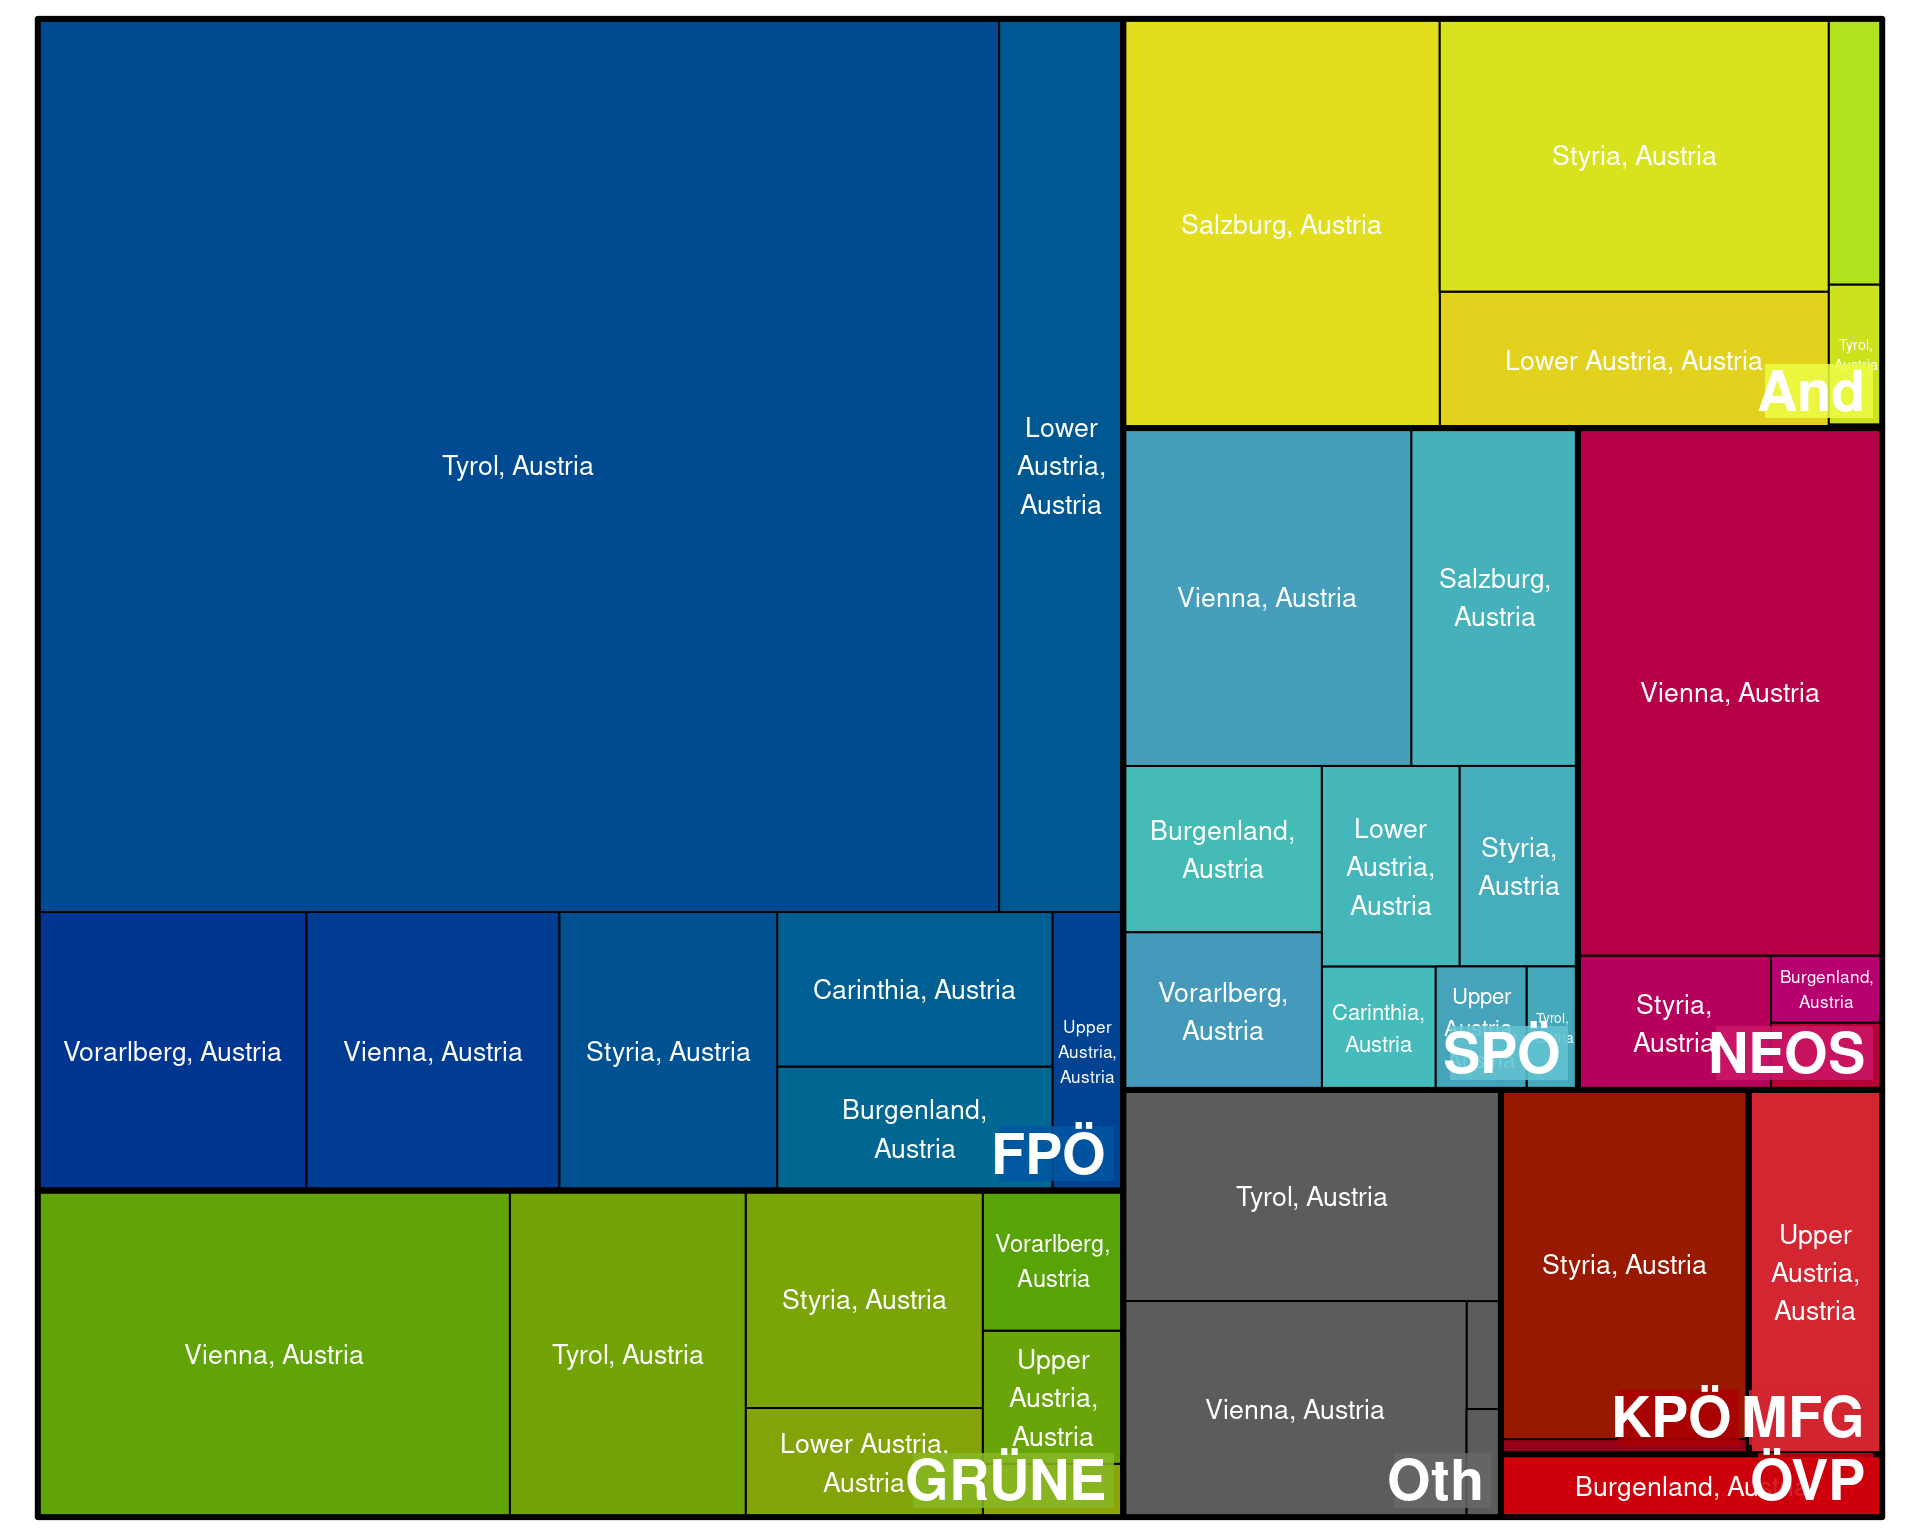 Tyrol, Austria
Lower
Austria,
Austria
Vorarlberg, Austria
Vienna, Austria
Styria, Austria
Carinthia, Austria
Burgenland,
Austria
Upper
Austria,
Austria
FPÖ
Vienna, Austria
Tyrol, Austria
Styria, Austria
Lower Austria,
Austria
Vorarlberg,
Austria
Upper
Austria,
Austria
GRÜNE
Salzburg, Austria
Styria, Austria
Lower Austria, Austria
Tyrol,
Austria
And
Vienna, Austria
Salzburg,
Austria
Burgenland,
Austria
Vorarlberg,
Austria
Lower
Austria,
Austria
Styria,
Austria
Carinthia,
Austria
Upper
Austria,
Austria
Tyrol,
SPÖ
Vienna, Austria
Styria,
Austria
Burgenland,
Austria
NEOS
Tyrol, Austria
Vienna, Austria
Oth
Styria, Austria
KPÖ
Upper
Austria,
Austria
MFG
Burgenland, Austria
ÖVP